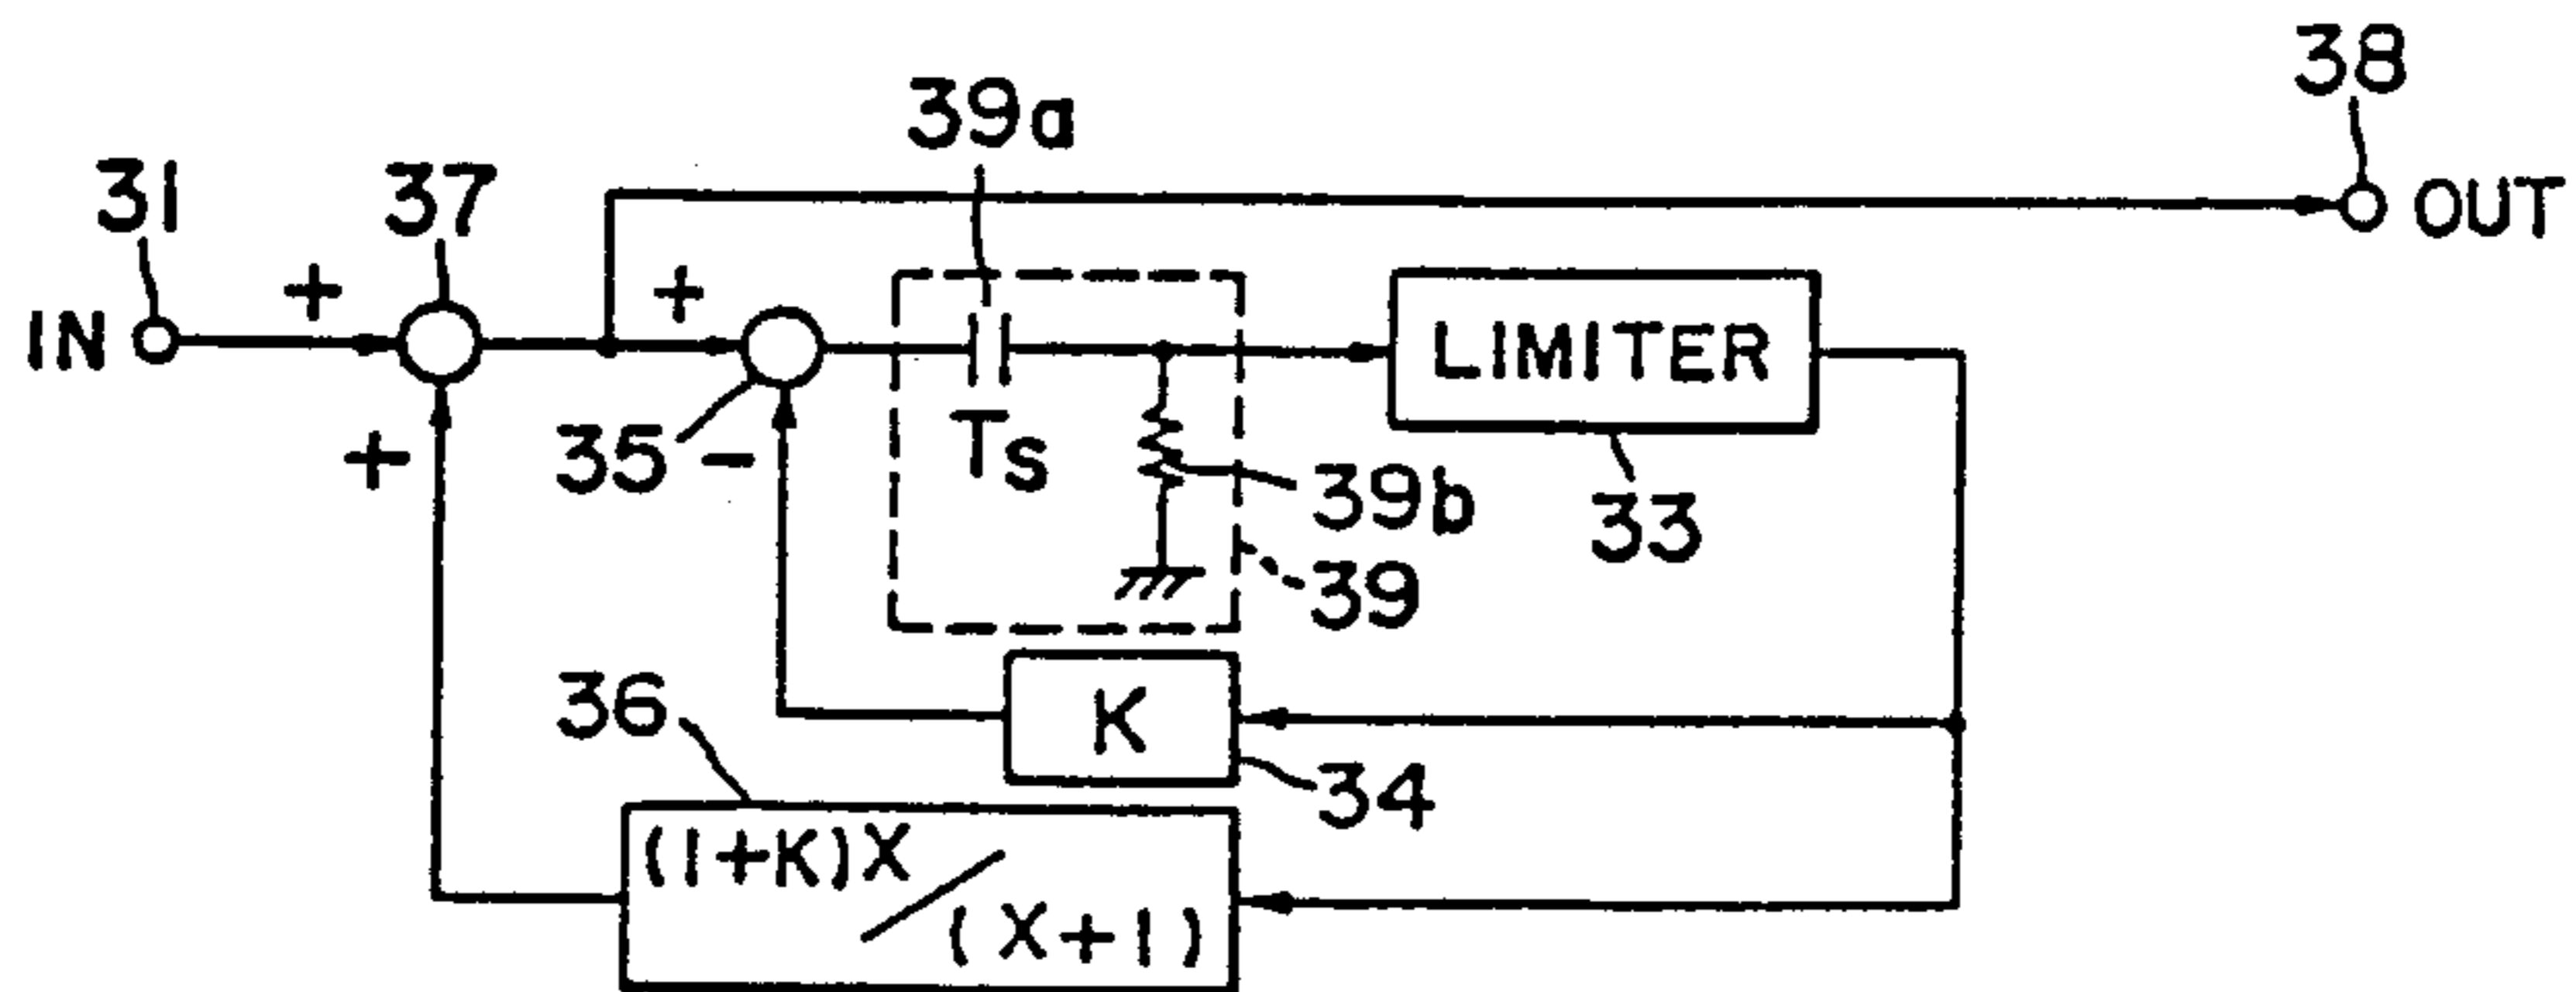 38
39a
31
37
OUT
+
+
IN
LIMITER
Ts
+
35
-
39b
33
39
36
K
34
(1+K)X
/
(X+1)